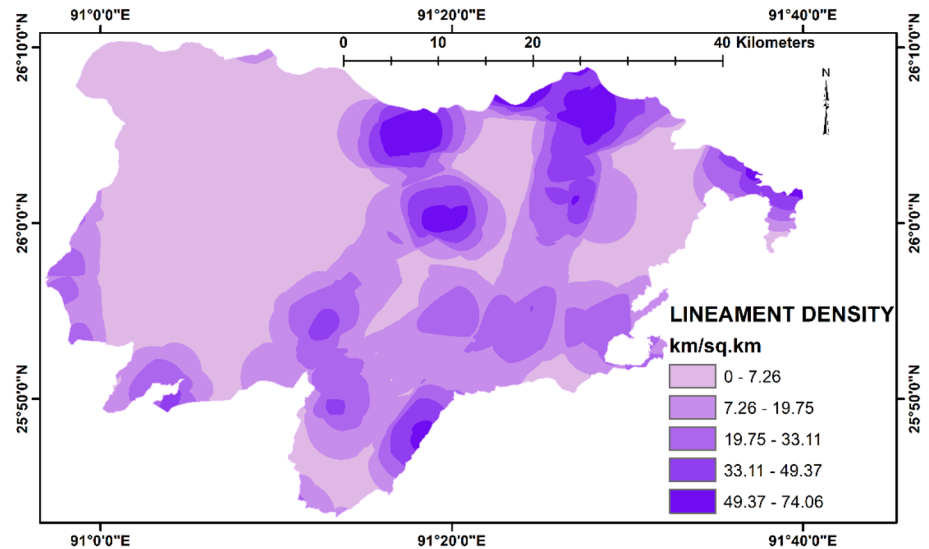 91°0'0"E 91°20'0"E 91°40'0"E
0 10 20 40 Kilometers
N
26°10'0"N 26°10'0"N
26°0'0"N 26°0'0"N
25°50'0"N 25°50'0"N
LINEAMENT DENSITY
km/sq.km
0 - 7.26
7.26 - 19.75
19.75 - 33.11
33.11 - 49.37
49.37 - 74.06
91°0'0"E 91°20'0"E 91°40'0"E